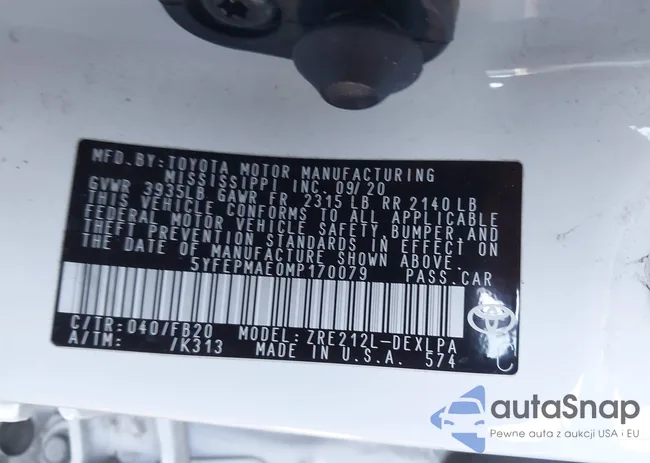 MFD.BY:TOYOTA MOTOR MANUFACTURING
MISSISSIPPI INC. 09/20
GVWR 3935LB GAWR FR 2315 LB RR 2140 LB
THIS VEHICLE CONFORMS TO ALL APPLICABLE
FEDERAL MOTOR VEHICLE SAFETY,BUMPER,AND
THEFT PREVENTION STANDARDS IN EFFECT ON
THE DATE OF MANUFACTURE SHOWN ABOVE.
5YFEPMAE0MP170079 PASS.CAR
C/TR:040/FB20 MODEL: ZRE212L-DEXLPA
A/TM: /K313 MADE IN U.S.A. 574
autaSnap
Pewne auta z aukcji USA i EU